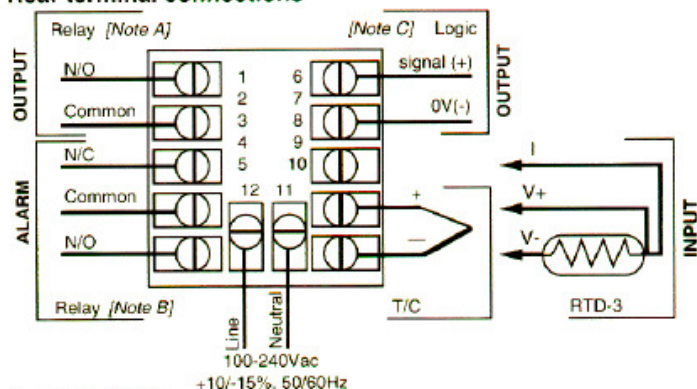 Rear terminal connections
Relay [Note A]
[Note C] Logic
OUTPUT
N/O
Common
1
2
3
4
5
6
7
8
9
10
signal (+)
0V(-)
OUTPUT
ALARM
N/C
Common
N/O
Relay [Note B]
12
11
Line
Neutral
+
—
T/C
I
V+
V-
RTD-3
INPUT
100-240Vac
+10/-15%, 50/60Hz